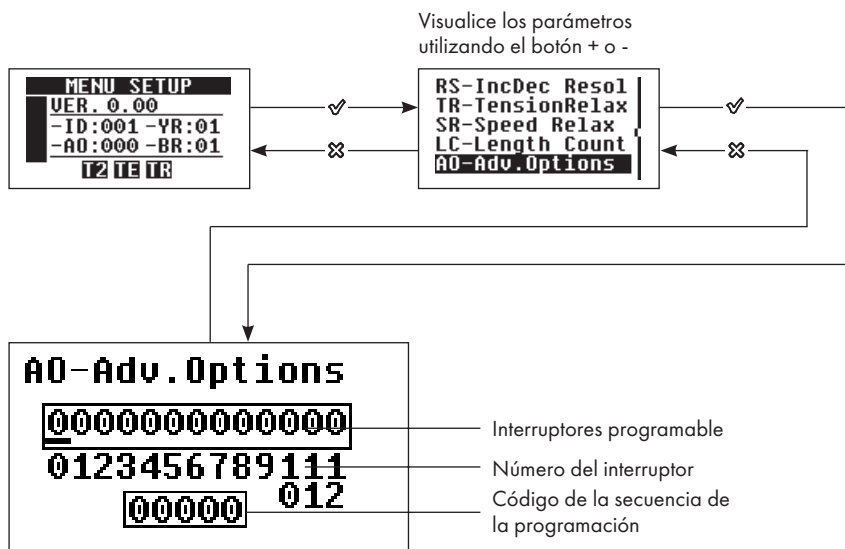 Visualice los parámetros
utilizando el botón + o -
MENU SETUP
VER. 0.00
-ID:001 -YR:01
-AO:000 -BR:01
T2 TE TR
RS-IncDec Resol
TR-TensionRelax
SR-Speed Relax
LC-Length Count
AO-Adv.Options
AO-Adv.Options
0000000000000
Interruptores programable
0123456789111
Número del interruptor
012
00000
Código de la secuencia de
la programación